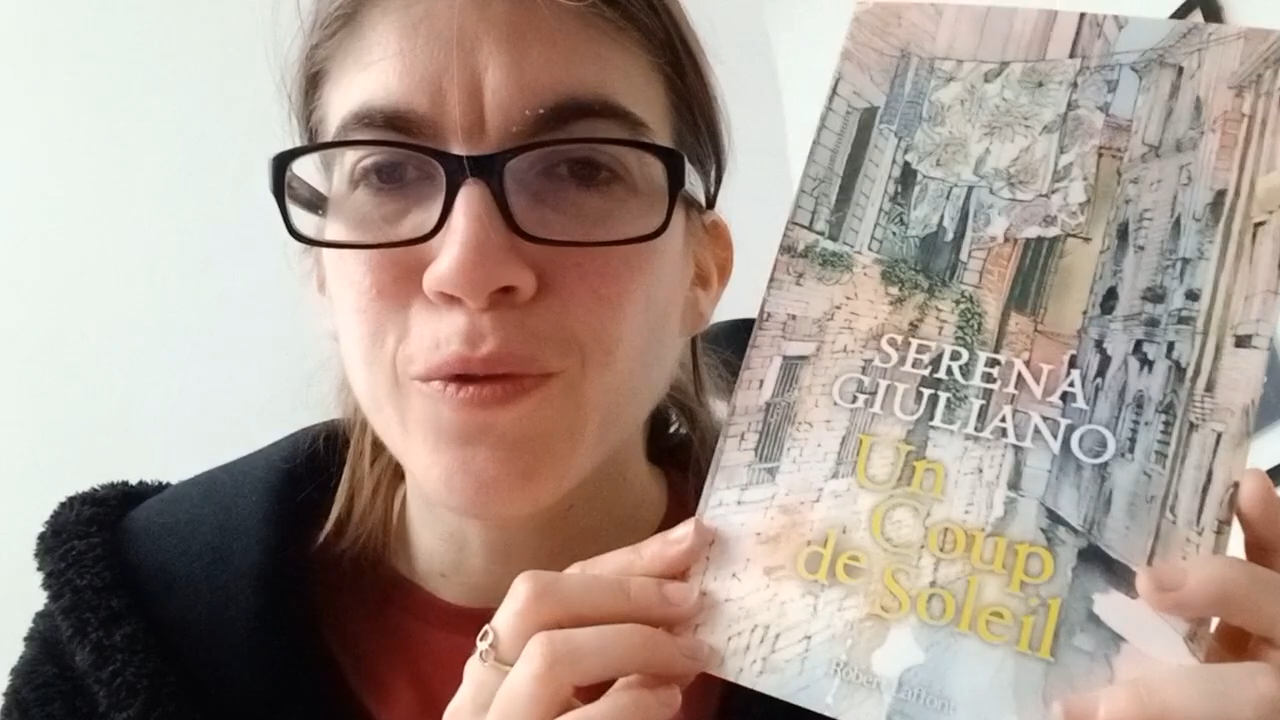 SERENA
GIULIANO
Un
Coup
de Soleil
Robert Laffont